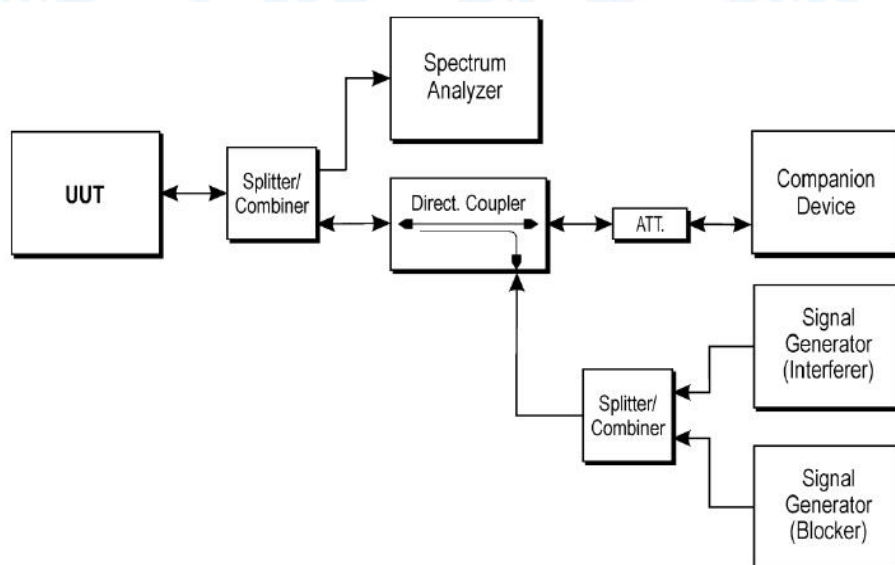 Spectrum
Analyzer
UUT
Splitter/
Combiner
Direct. Coupler
ATT.
Companion
Device
Signal
Generator
(Interferer)
Splitter/
Combiner
Signal
Generator
(Blocker)